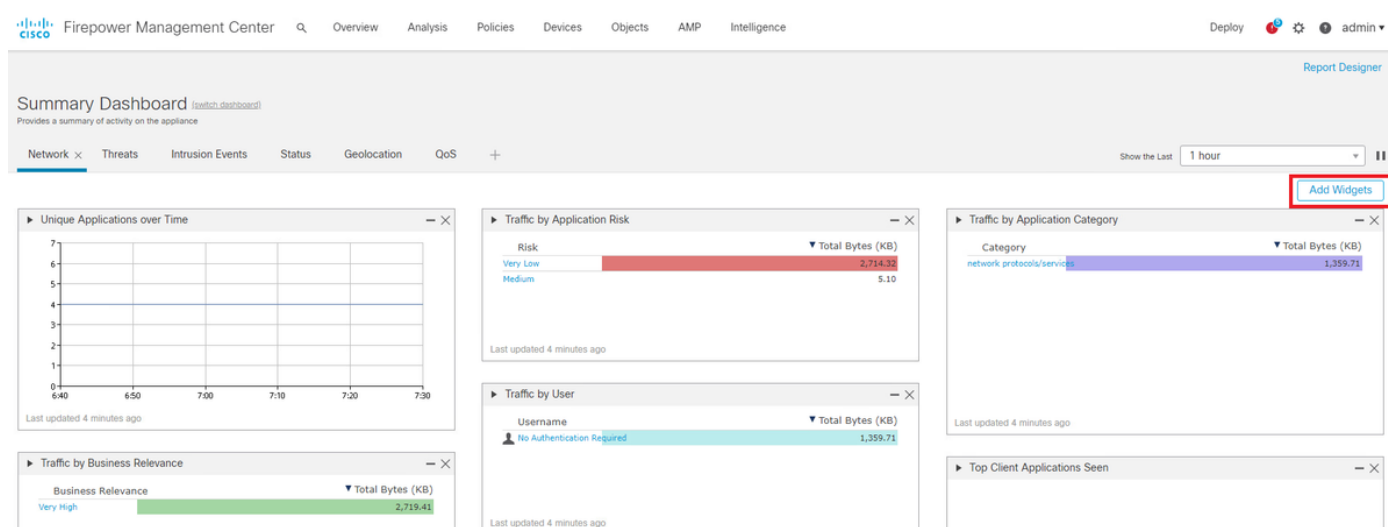 cisco Firepower Management Center Overview Analysis Policies Devices Objects AMP Intelligence Deploy 5 admin
Report Designer
Summary Dashboard (switch dashboard)
Provides a summary of activity on the appliance
Network Threats Intrusion Events Status Geolocation QoS
Show the Last 1 hour
Add Widgets
Unique Applications over Time
7
6
5
4
3
2
1
0
6:40 6:50 7:00 7:10 7:20 7:30
Last updated 4 minutes ago
Traffic by Application Risk
Risk Total Bytes (KB)
Very Low 2,714.32
Medium 5.10
Last updated 4 minutes ago
Traffic by Application Category
Category Total Bytes (KB)
network protocols/services 1,359.71
Last updated 4 minutes ago
Traffic by User
Username Total Bytes (KB)
No Authentication Required 1,359.71
Last updated 4 minutes ago
Traffic by Business Relevance
Business Relevance Total Bytes (KB)
Very High 2,719.41
Top Client Applications Seen